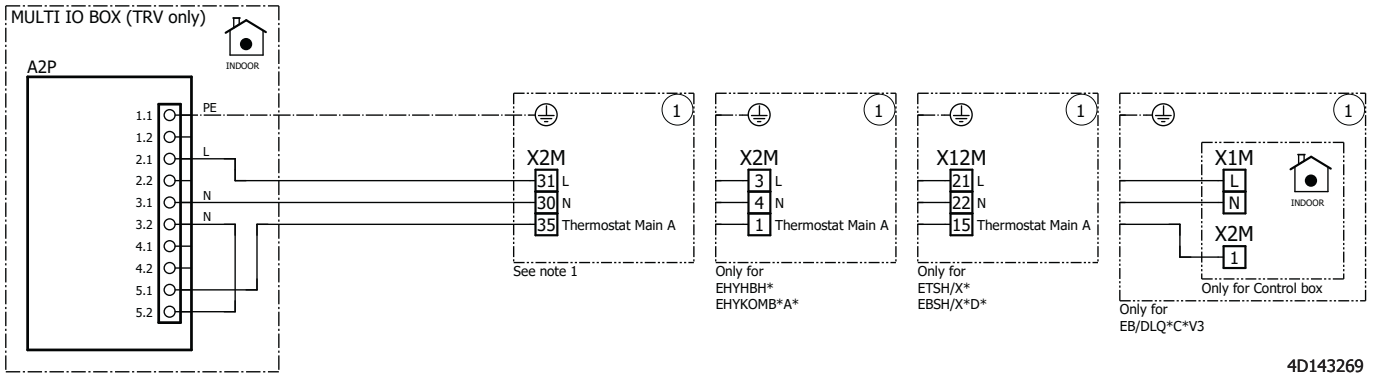 MULTI IO BOX (TRV only)
INDOOR
A2P
1.1
1.2
2.1
2.2
3.1
3.2
4.1
4.2
5.1
5.2
PE
L
N
N
1
X2M
31 L
30 N
35 Thermostat Main A
See note 1
1
X2M
3 L
4 N
1 Thermostat Main A
Only for
EHYHBH*
EHYKOMB*A*
1
X12M
21 L
22 N
15 Thermostat Main A
Only for
ETSH/X*
EBSH/X*D*
1
X1M
L
N
INDOOR
X2M
1
Only for Control box
Only for
EB/DLQ*C*V3
4D143269